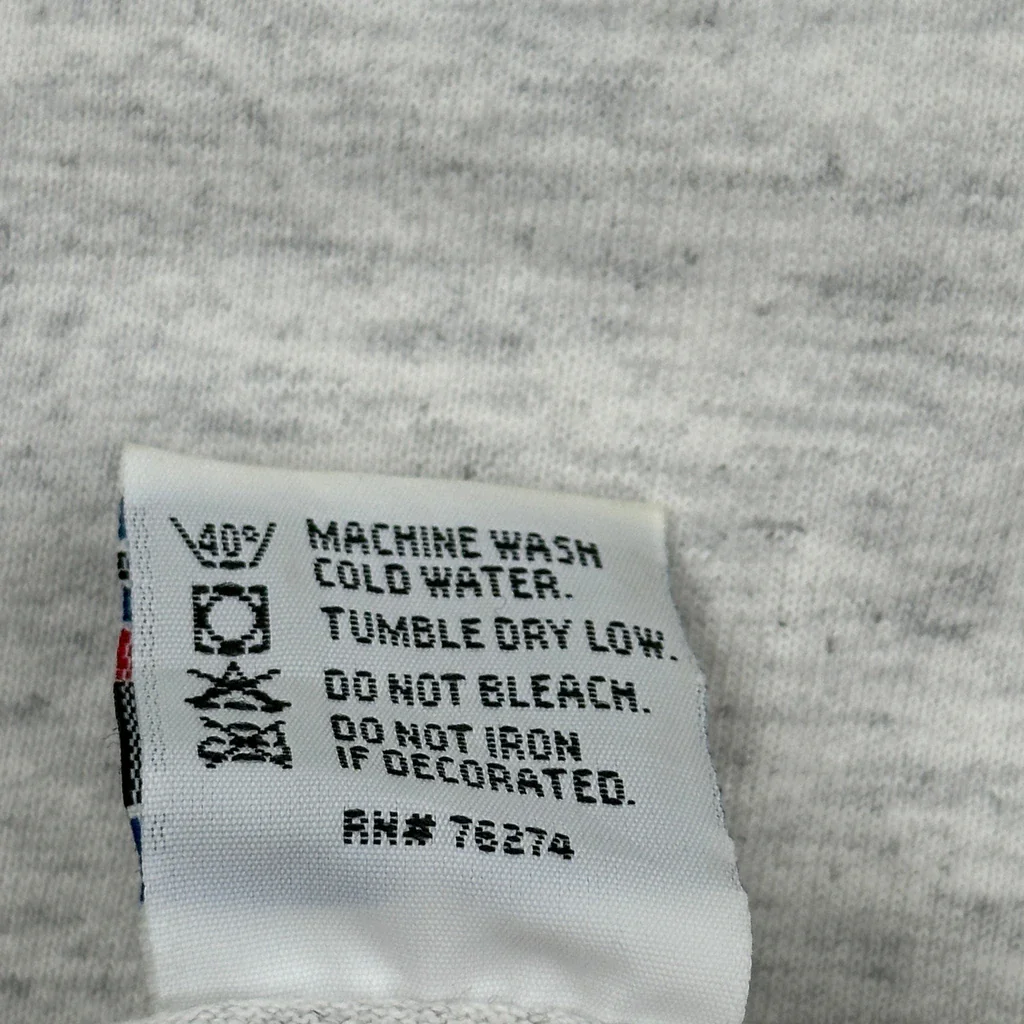 40°
MACHINE WASH
COLD WATER.
TUMBLE DRY LOW.
DO NOT BLEACH.
DO NOT IRON
IF DECORATED.
RN# 76274